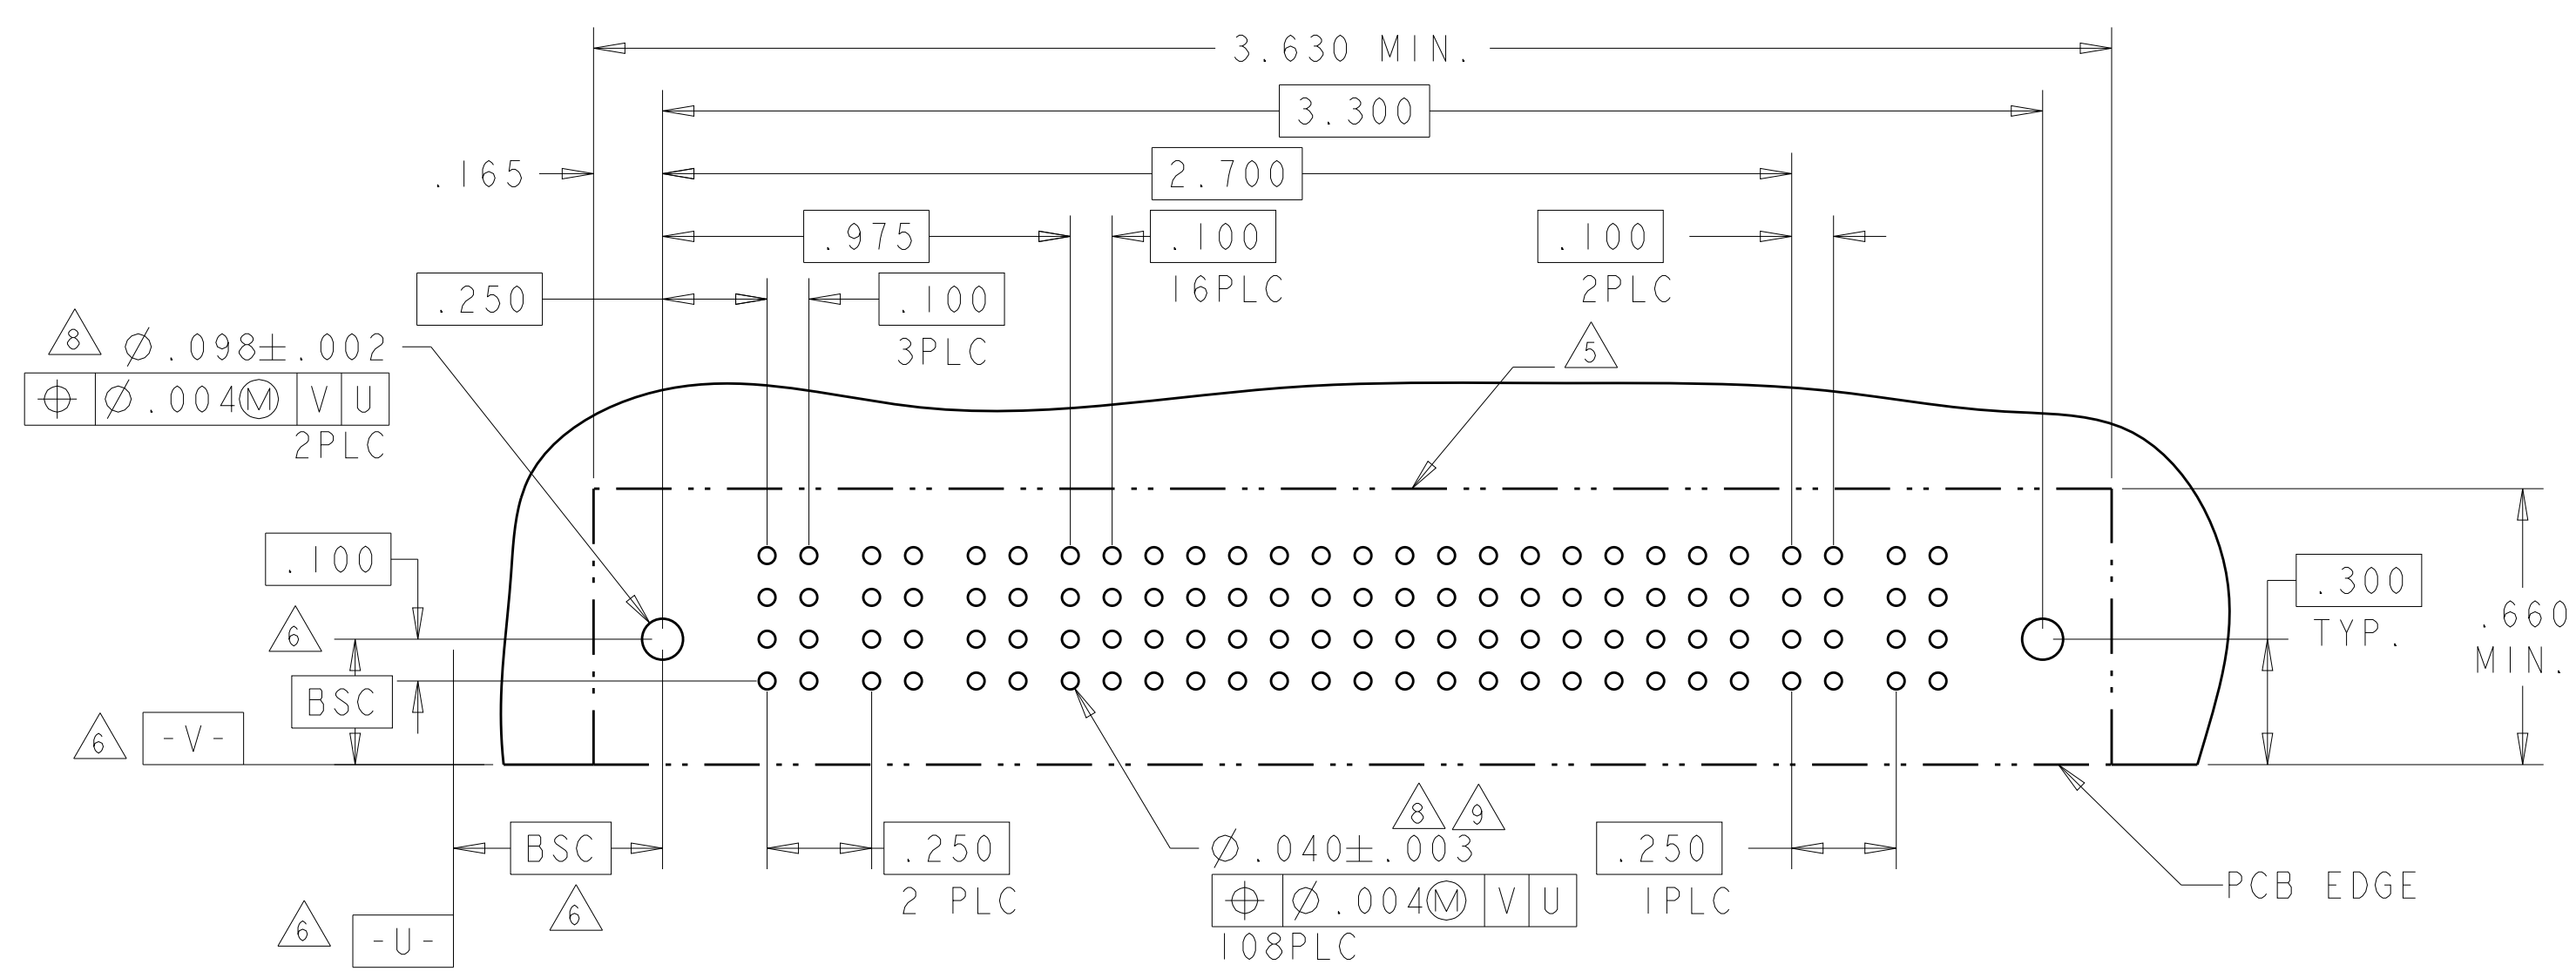 3.630 MIN.
3.300
.165
2.700
.975
.100
16PLC
.100
2PLC
.250
.100
3PLC
8
Ø.098±.002
⌖ Ø.004Ⓜ V U
2PLC
5
.100
6
BSC
6
-V-
.300
TYP.
.660
MIN.
BSC
6
6
-U-
.250
2 PLC
8 9
Ø.040±.003
⌖ Ø.004Ⓜ V U
108PLC
.250
1PLC
PCB EDGE